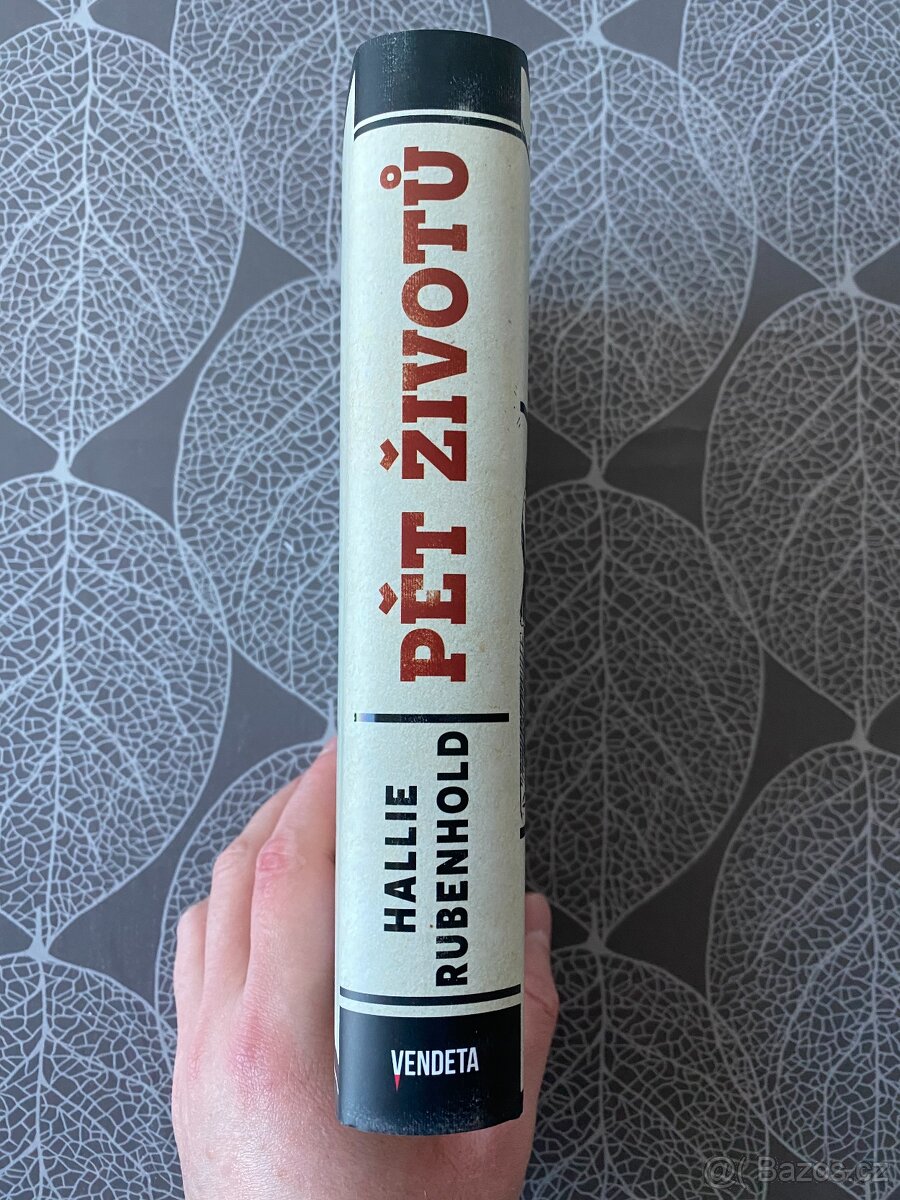 PĚT ŽIVOTŮ
HALLIE
RUBENHOLD
VENDETA
@( Bazos.cz